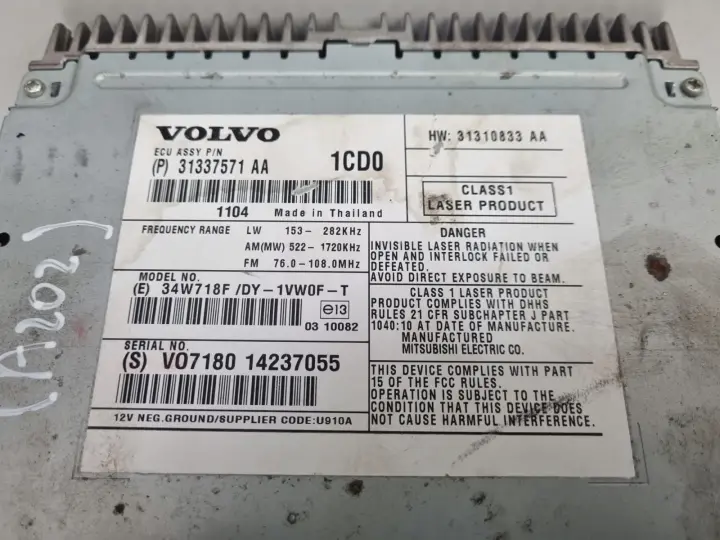 VOLVO
ECU ASSY P/N
(P) 31337571 AA
1CD0
1104 Made in Thailand
HW: 31310833 AA
CLASS1
LASER PRODUCT
FREQUENCY RANGE LW 153- 282KHz
AM(MW) 522- 1720KHz
FM 76.0-108.0MHz
MODEL NO.
(E) 34W718F /DY-1VW0F-T
e13
03 10082
SERIAL NO.
(S) VO7180 14237055
12V NEG.GROUND/SUPPLIER CODE:U910A
DANGER
INVISIBLE LASER RADIATION WHEN
OPEN AND INTERLOCK FAILED OR
DEFEATED.
AVOID DIRECT EXPOSURE TO BEAM.
CLASS 1 LASER PRODUCT
PRODUCT COMPLIES WITH DHHS
RULES 21 CFR SUBCHAPTER J PART
1040:10 AT DATE OF MANUFACTURE.
MANUFACTURED
MITSUBISHI ELECTRIC CO.
THIS DEVICE COMPLIES WITH PART
15 OF THE FCC RULES.
OPERATION IS SUBJECT TO THE
CONDITION THAT THIS DEVICE DOES
NOT CAUSE HARMFUL INTERFERENCE.
(A202)